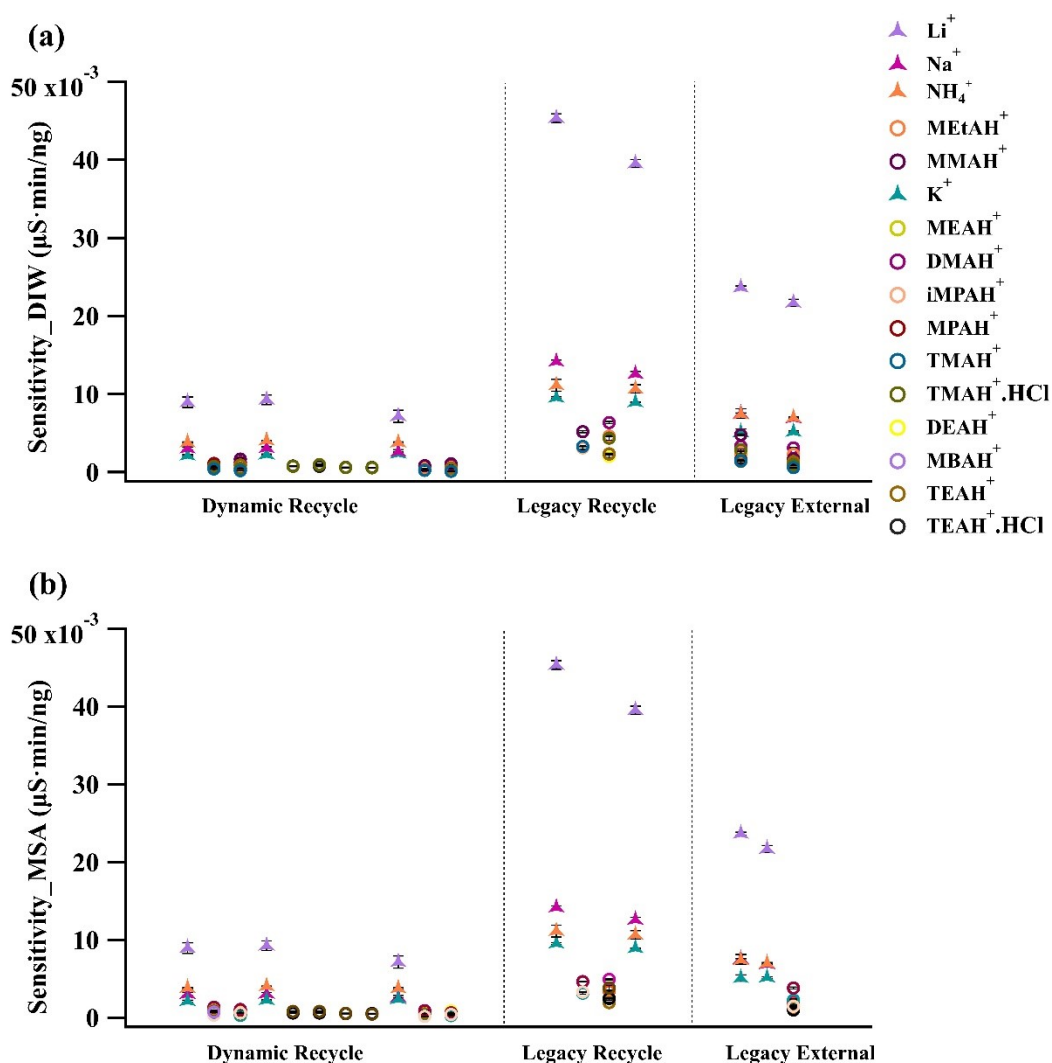 (a)
50 x10⁻³
40
30
20
10
0
Sensitivity_DIW (μS·min/ng)
Dynamic Recycle Legacy Recycle Legacy External
Li⁺
Na⁺
NH₄⁺
MEtAH⁺
MMAH⁺
K⁺
MEAH⁺
DMAH⁺
iMPAH⁺
MPAH⁺
TMAH⁺
TMAH⁺.HCl
DEAH⁺
MBAH⁺
TEAH⁺
TEAH⁺.HCl
(b)
50 x10⁻³
40
30
20
10
0
Sensitivity_MSA (μS·min/ng)
Dynamic Recycle Legacy Recycle Legacy External